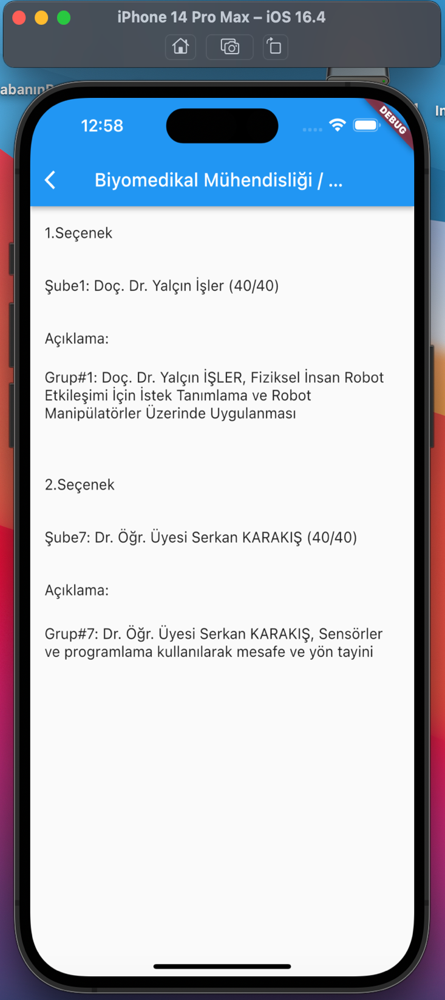 iPhone 14 Pro Max – iOS 16.4
abanın
In
12:58
DEBUG
Biyomedikal Mühendisliği / ...
1.Seçenek
Şube1: Doç. Dr. Yalçın İşler (40/40)
Açıklama:
Grup#1: Doç. Dr. Yalçın İŞLER, Fiziksel İnsan Robot
Etkileşimi İçin İstek Tanımlama ve Robot
Manipülatörler Üzerinde Uygulanması
2.Seçenek
Şube7: Dr. Öğr. Üyesi Serkan KARAKIŞ (40/40)
Açıklama:
Grup#7: Dr. Öğr. Üyesi Serkan KARAKIŞ, Sensörler
ve programlama kullanılarak mesafe ve yön tayini